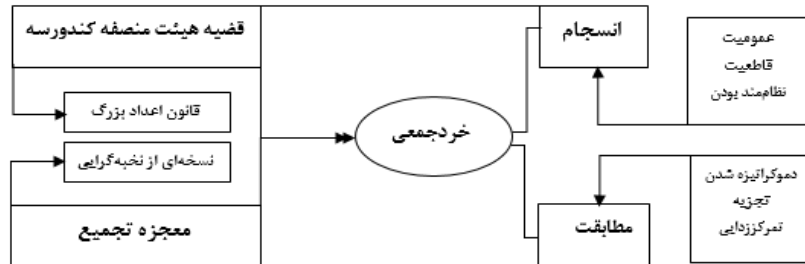 قضیه هیئت منصفه کندورسه
قانون اعداد بزرگ
نسخه‌ای از نخبه‌گرایی
معجزه تجمیع
خردجمعی
انسجام
مطابقت
عمومیت
قاطعیت
نظام‌مند بودن
دموکراتیزه شدن
تجزیه
تمرکززدایی